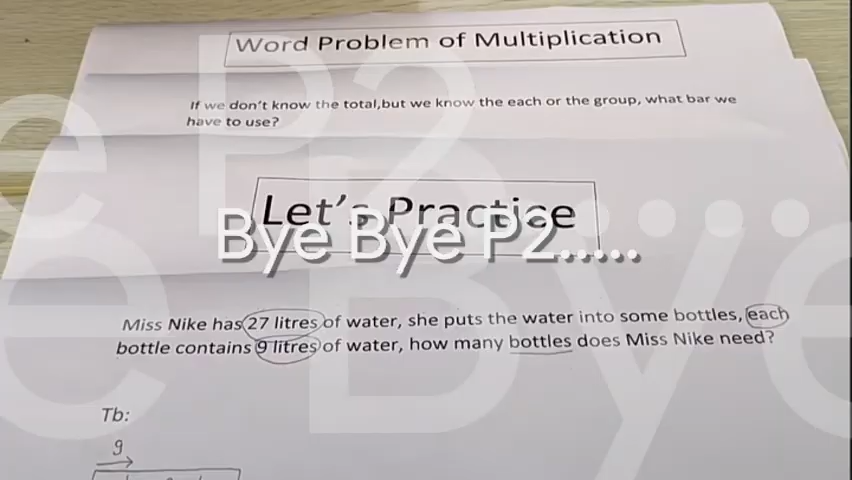 Word Problem of Multiplication
If we don't know the total,but we know the each or the group, what bar we
have to use?
Let's Practice
Bye Bye P2.....
Miss Nike has 27 litres of water, she puts the water into some bottles, each
bottle contains 9 litres of water, how many bottles does Miss Nike need?
Tb:
9